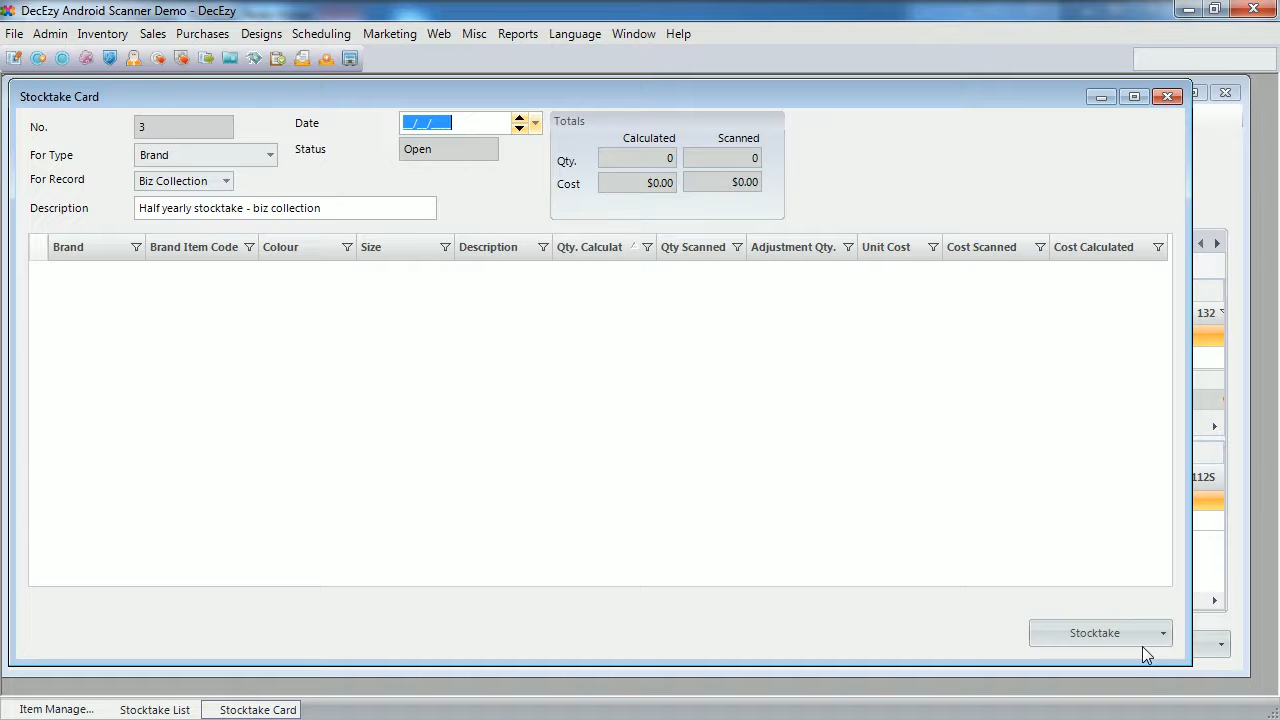 DecEzy Android Scanner Demo - DecEzy
File Admin Inventory Sales Purchases Designs Scheduling Marketing Web Misc Reports Language Window Help
Stocktake Card
No. 3
Date __/__/____
Totals
Calculated Scanned
Status Open
For Type Brand
Qty. 0 0
For Record Biz Collection
Cost $0.00 $0.00
Description Half yearly stocktake - biz collection
Brand Brand Item Code Colour Size Description Qty. Calculat Qty Scanned Adjustment Qty. Unit Cost Cost Scanned Cost Calculated
132
112S
Stocktake
Item Manage... Stocktake List Stocktake Card